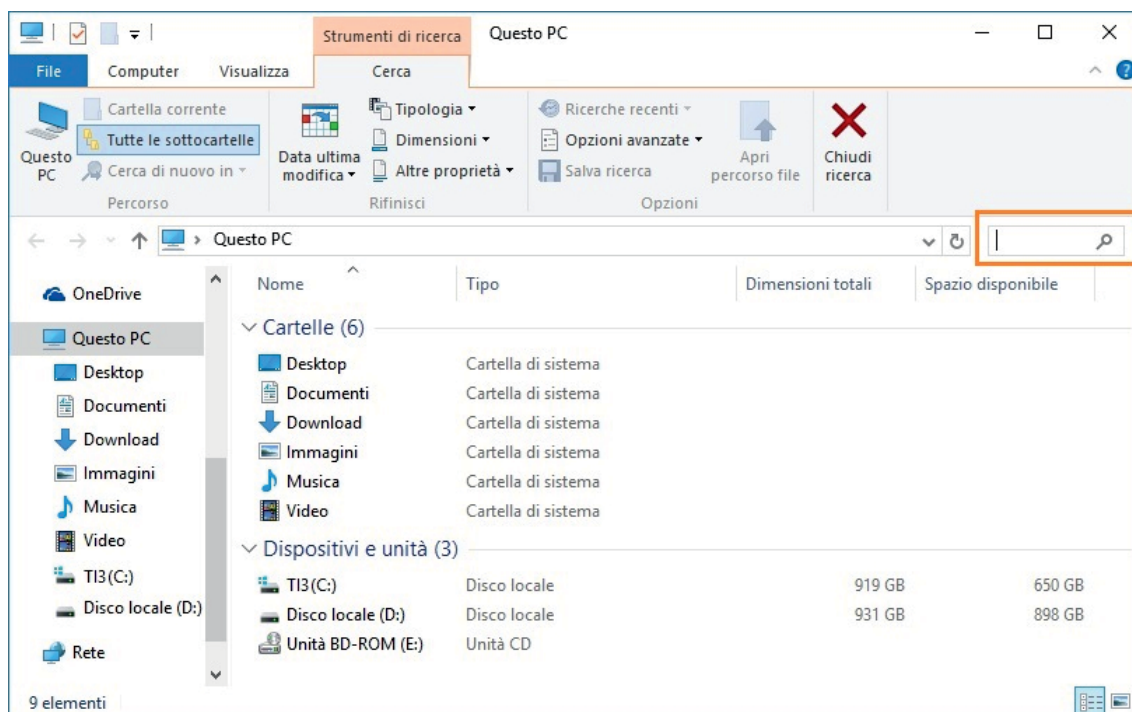 Strumenti di ricerca Questo PC
File Computer Visualizza Cerca
Cartella corrente
Tutte le sottocartelle
Cerca di nuovo in
Questo PC
Percorso
Data ultima modifica
Tipologia
Dimensioni
Altre proprietà
Rifinisci
Ricerche recenti
Opzioni avanzate
Salva ricerca
Apri percorso file
Opzioni
Chiudi ricerca
Questo PC
OneDrive
Questo PC
Desktop
Documenti
Download
Immagini
Musica
Video
TI3(C:)
Disco locale (D:)
Rete
Nome Tipo Dimensioni totali Spazio disponibile
Cartelle (6)
Desktop Cartella di sistema
Documenti Cartella di sistema
Download Cartella di sistema
Immagini Cartella di sistema
Musica Cartella di sistema
Video Cartella di sistema
Dispositivi e unità (3)
TI3(C:) Disco locale 919 GB 650 GB
Disco locale (D:) Disco locale 931 GB 898 GB
Unità BD-ROM (E:) Unità CD
9 elementi